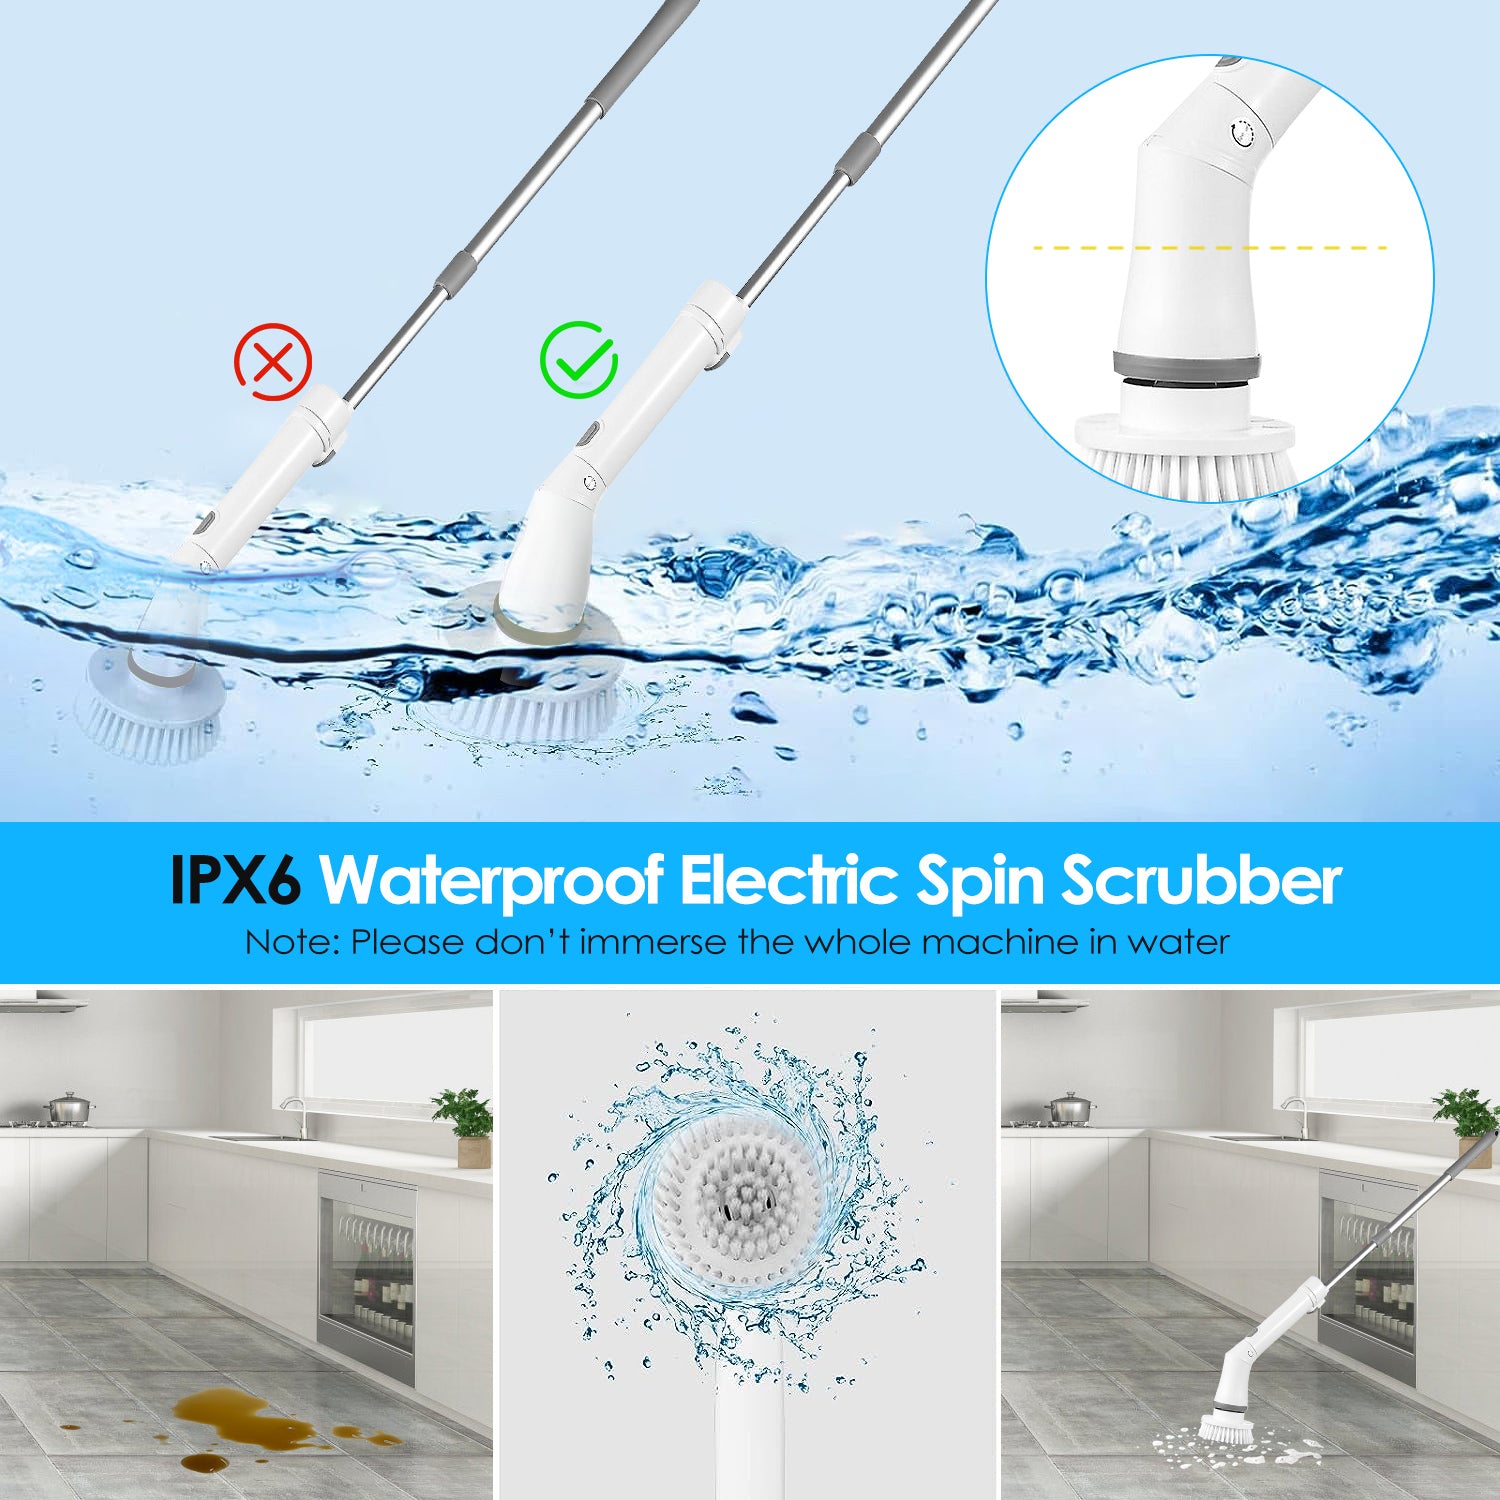 IPX6 Waterproof Electric Spin Scrubber
Note: Please don't immerse the whole machine in water